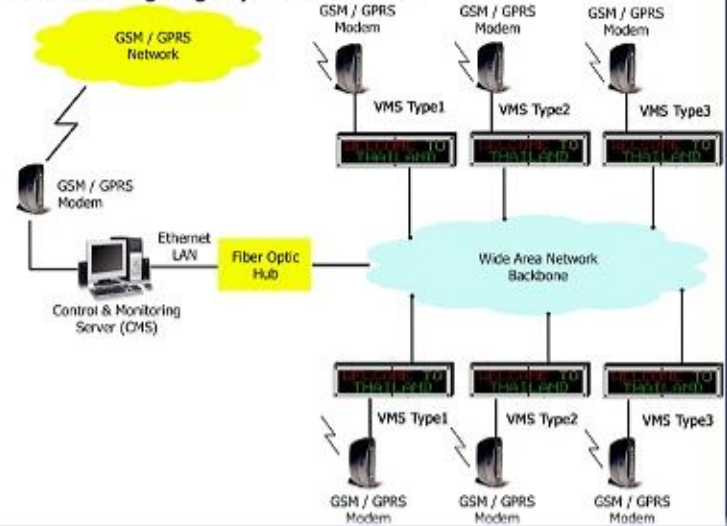 GSM / GPRS
Network
GSM / GPRS
Modem
GSM / GPRS
Modem
GSM / GPRS
Modem
VMS Type1
VMS Type2
VMS Type3
WELCOME TO
THAILAND
WELCOME TO
THAILAND
WELCOME TO
THAILAND
GSM / GPRS
Modem
Ethernet
LAN
Fiber Optic
Hub
Wide Area Network
Backbone
Control & Monitoring
Server (CMS)
WELCOME TO
THAILAND
WELCOME TO
THAILAND
WELCOME TO
THAILAND
VMS Type1
VMS Type2
VMS Type3
GSM / GPRS
Modem
GSM / GPRS
Modem
GSM / GPRS
Modem